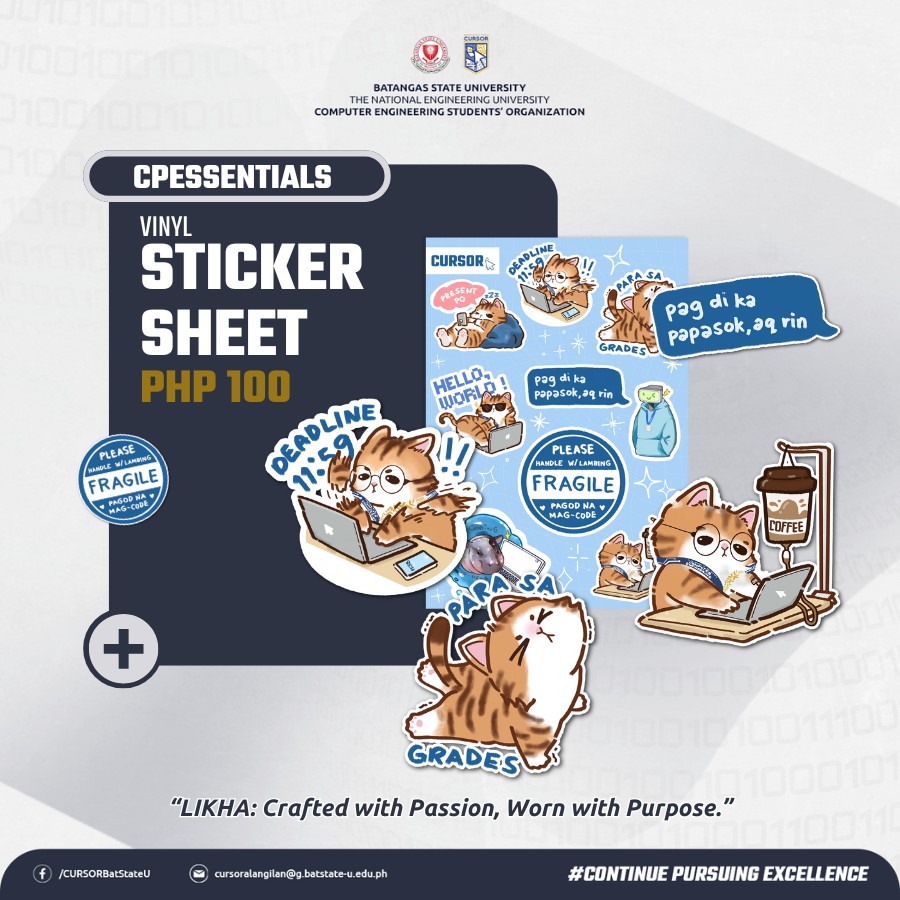 CURSOR
BATANGAS STATE UNIVERSITY
THE NATIONAL ENGINEERING UNIVERSITY
COMPUTER ENGINEERING STUDENTS' ORGANIZATION
CPESSENTIALS
VINYL
STICKER
SHEET
PHP 100
CURSOR
DEADLINE
11:59 !!
PRESENT
PO
zzz
PARA SA
GRADES
pag di ka
papasok, aq rin
HELLO,
WORLD!
pag di ka
papasok, aq rin
PLEASE
HANDLE W/ LAMBING
FRAGILE
PAGOD NA
MAG-CODE
PLEASE
HANDLE W/ LAMBING
FRAGILE
PAGOD NA
MAG-CODE
DEADLINE
11:59 !!!
COFFEE
PARA SA
GRADES
“LIKHA: Crafted with Passion, Worn with Purpose.”
/CURSORBatStateU
cursoralangilan@g.batstate-u.edu.ph
#CONTINUE PURSUING EXCELLENCE